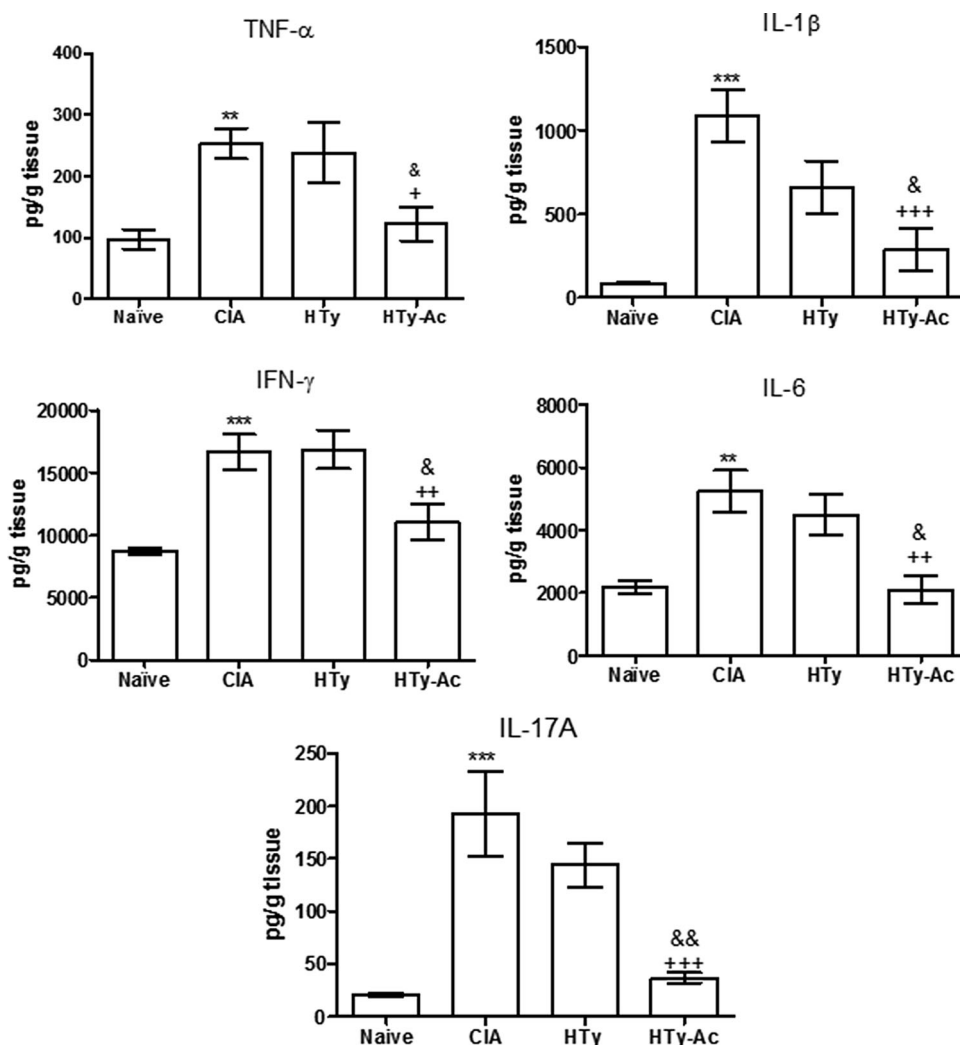 TNF-α
pg/g tissue
400
300
200
100
0
**
&
+
Naïve CIA HTy HTy-Ac
IL-1β
pg/g tissue
1500
1000
500
0
***
&
+++
Naïve CIA HTy HTy-Ac
IFN-γ
pg/g tissue
20000
15000
10000
5000
0
***
&
++
Naïve CIA HTy HTy-Ac
IL-6
pg/g tissue
8000
6000
4000
2000
0
**
&
++
Naïve CIA HTy HTy-Ac
IL-17A
pg/g tissue
250
200
150
100
50
0
***
&&
+++
Naive CIA HTy HTy-Ac